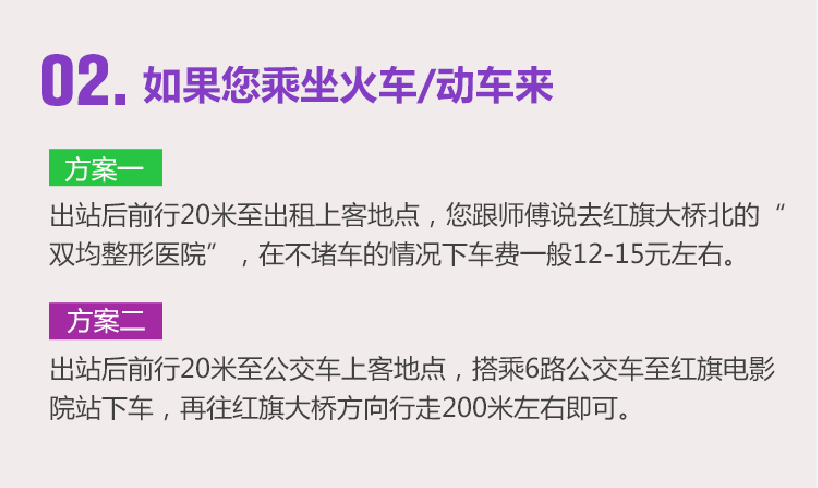 02. 如果您乘坐火车/动车来
方案一
出站后前行20米至出租上客地点，您跟师傅说去红旗大桥北的“
双均整形医院”，在不堵车的情况下车费一般12-15元左右。
方案二
出站后前行20米至公交车上客地点，搭乘6路公交车至红旗电影
院站下车，再往红旗大桥方向行走200米左右即可。